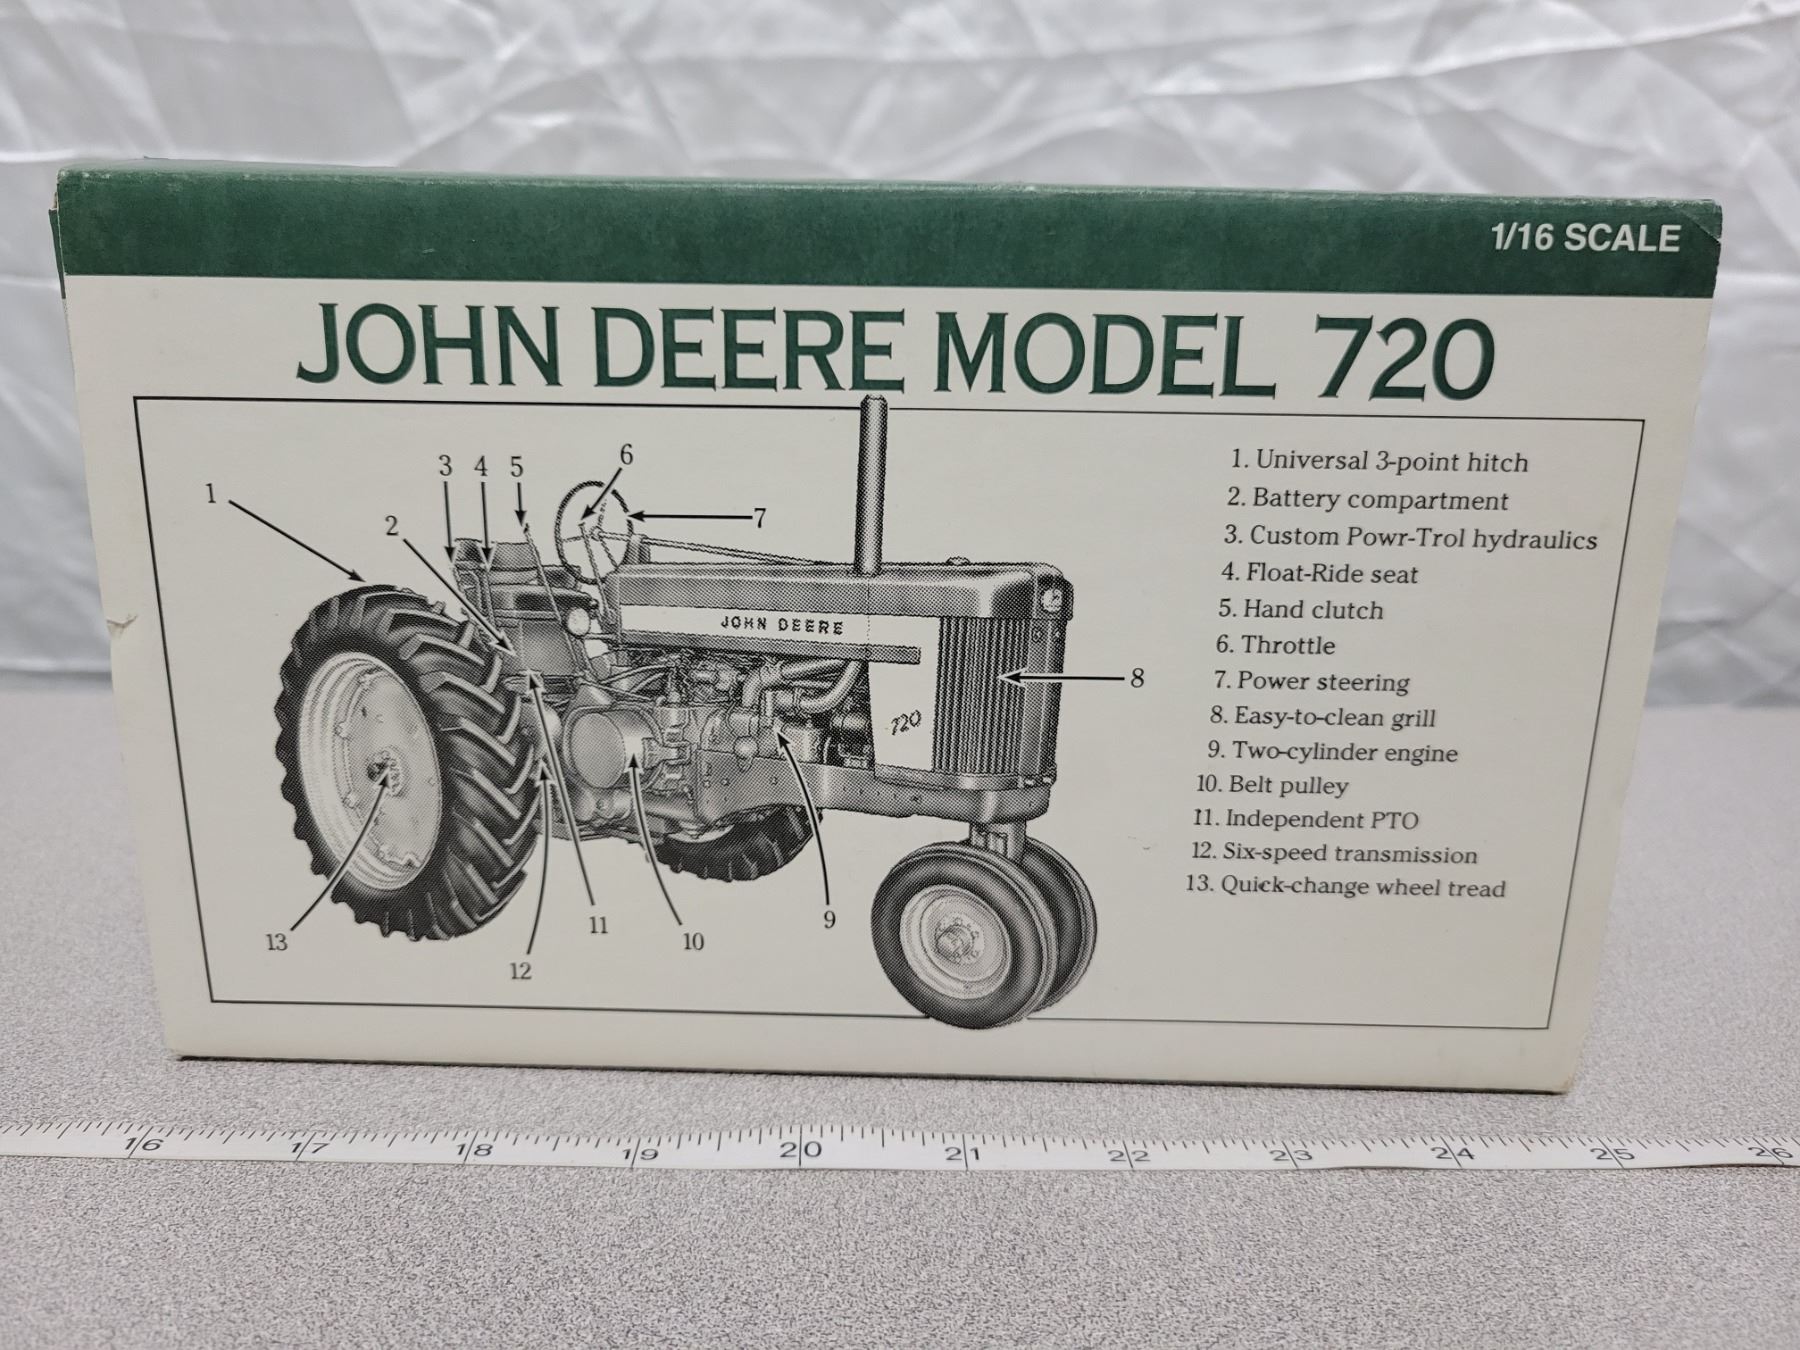 1/16 SCALE
JOHN DEERE MODEL 720
1
2
3 4 5
6
7
8
9
10
11
12
13
JOHN DEERE
720
1. Universal 3-point hitch
2. Battery compartment
3. Custom Powr-Trol hydraulics
4. Float-Ride seat
5. Hand clutch
6. Throttle
7. Power steering
8. Easy-to-clean grill
9. Two-cylinder engine
10. Belt pulley
11. Independent PTO
12. Six-speed transmission
13. Quick-change wheel tread
16 17 18 19 20 21 22 23 24 25 26